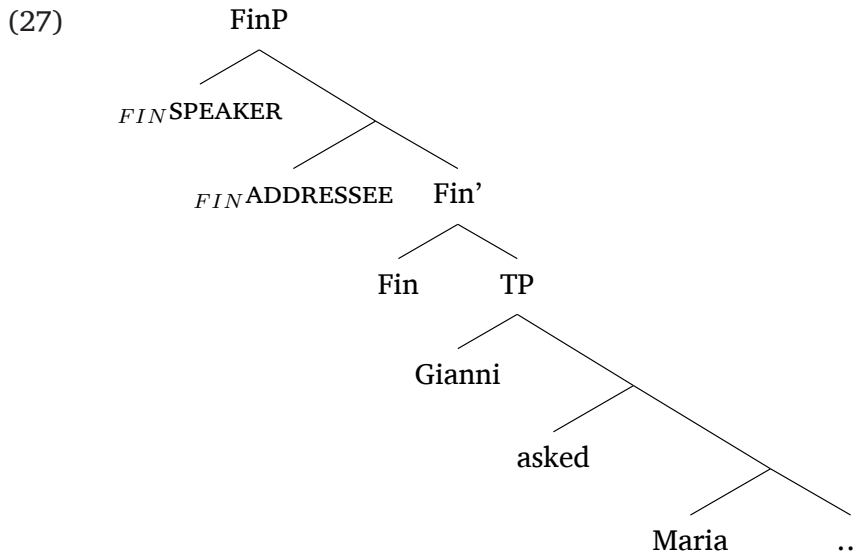 (27) FinP
FINSPEAKER
FINADDRESSEE Fin'
Fin TP
Gianni
asked
Maria ..